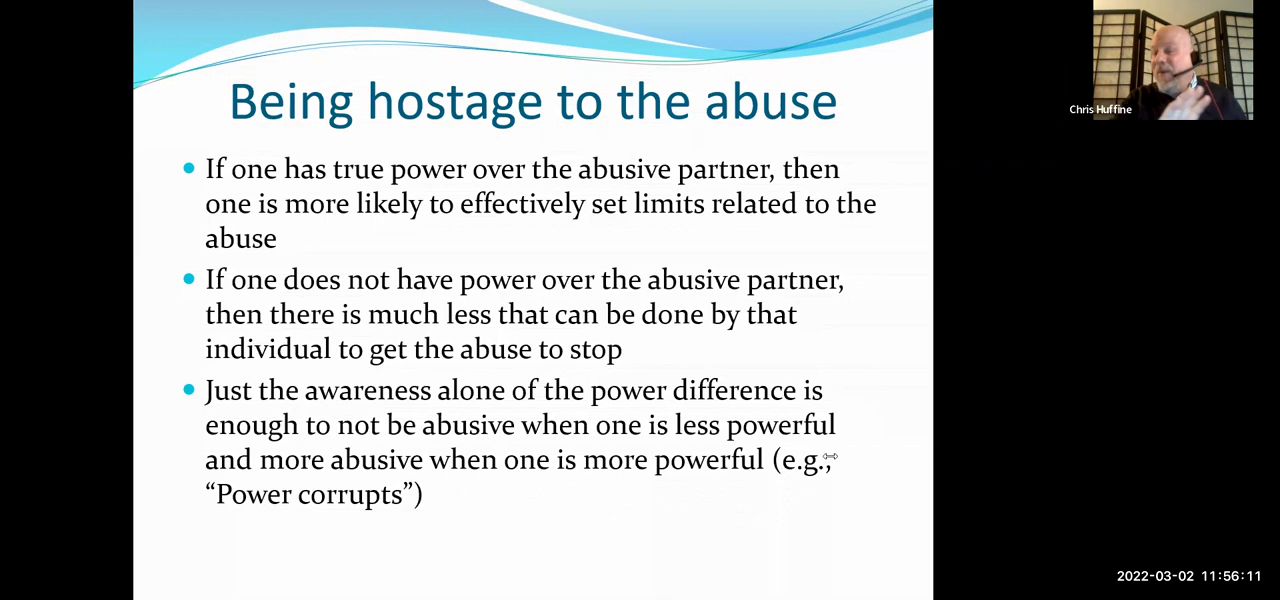 Being hostage to the abuse
• If one has true power over the abusive partner, then
one is more likely to effectively set limits related to the
abuse
• If one does not have power over the abusive partner,
then there is much less that can be done by that
individual to get the abuse to stop
• Just the awareness alone of the power difference is
enough to not be abusive when one is less powerful
and more abusive when one is more powerful (e.g.,
“Power corrupts”)
Chris Huffine
2022-03-02 11:56:11